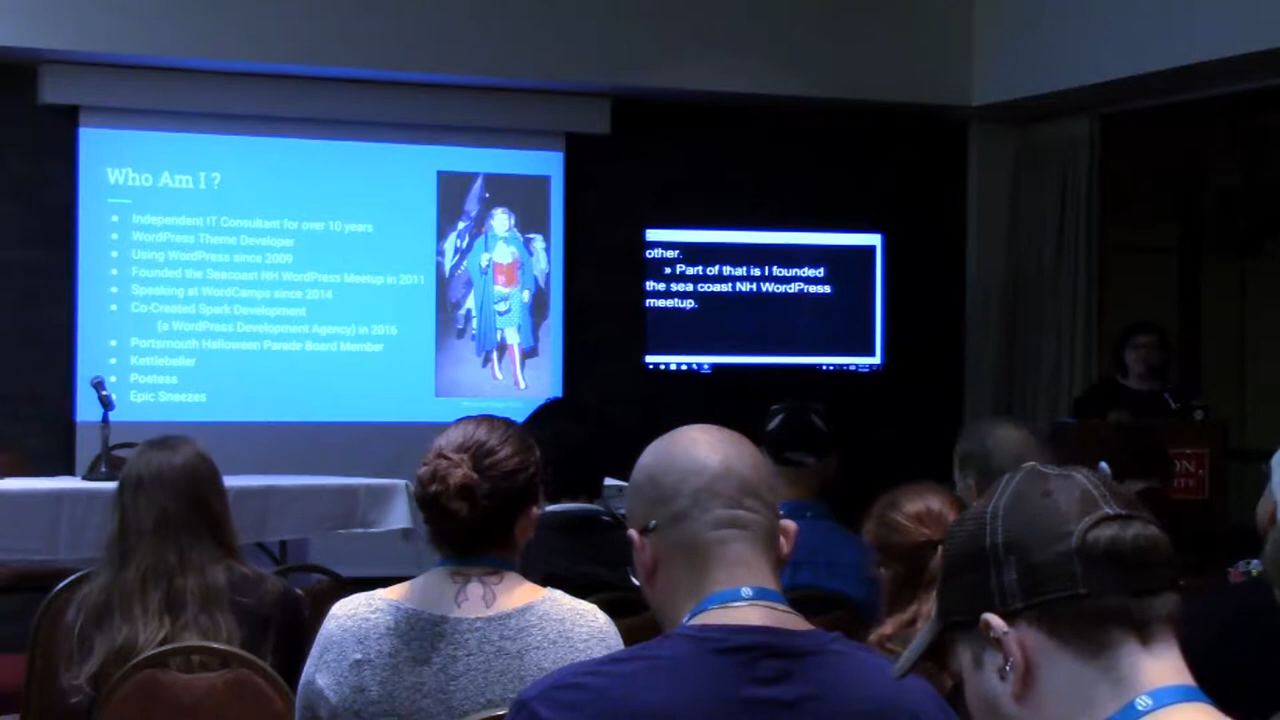 Who Am I ?
Independent IT Consultant for over 10 years
WordPress Theme Developer
Using WordPress since 2009
Founded the Seacoast NH WordPress Meetup in 2011
Speaking at WordCamps since 2014
Co-Created Spark Development
(a WordPress Development Agency) in 2016
Portsmouth Halloween Parade Board Member
Kettlebeller
Poetess
Epic Sneezes
other.
» Part of that is I founded
the sea coast NH WordPress
meetup.